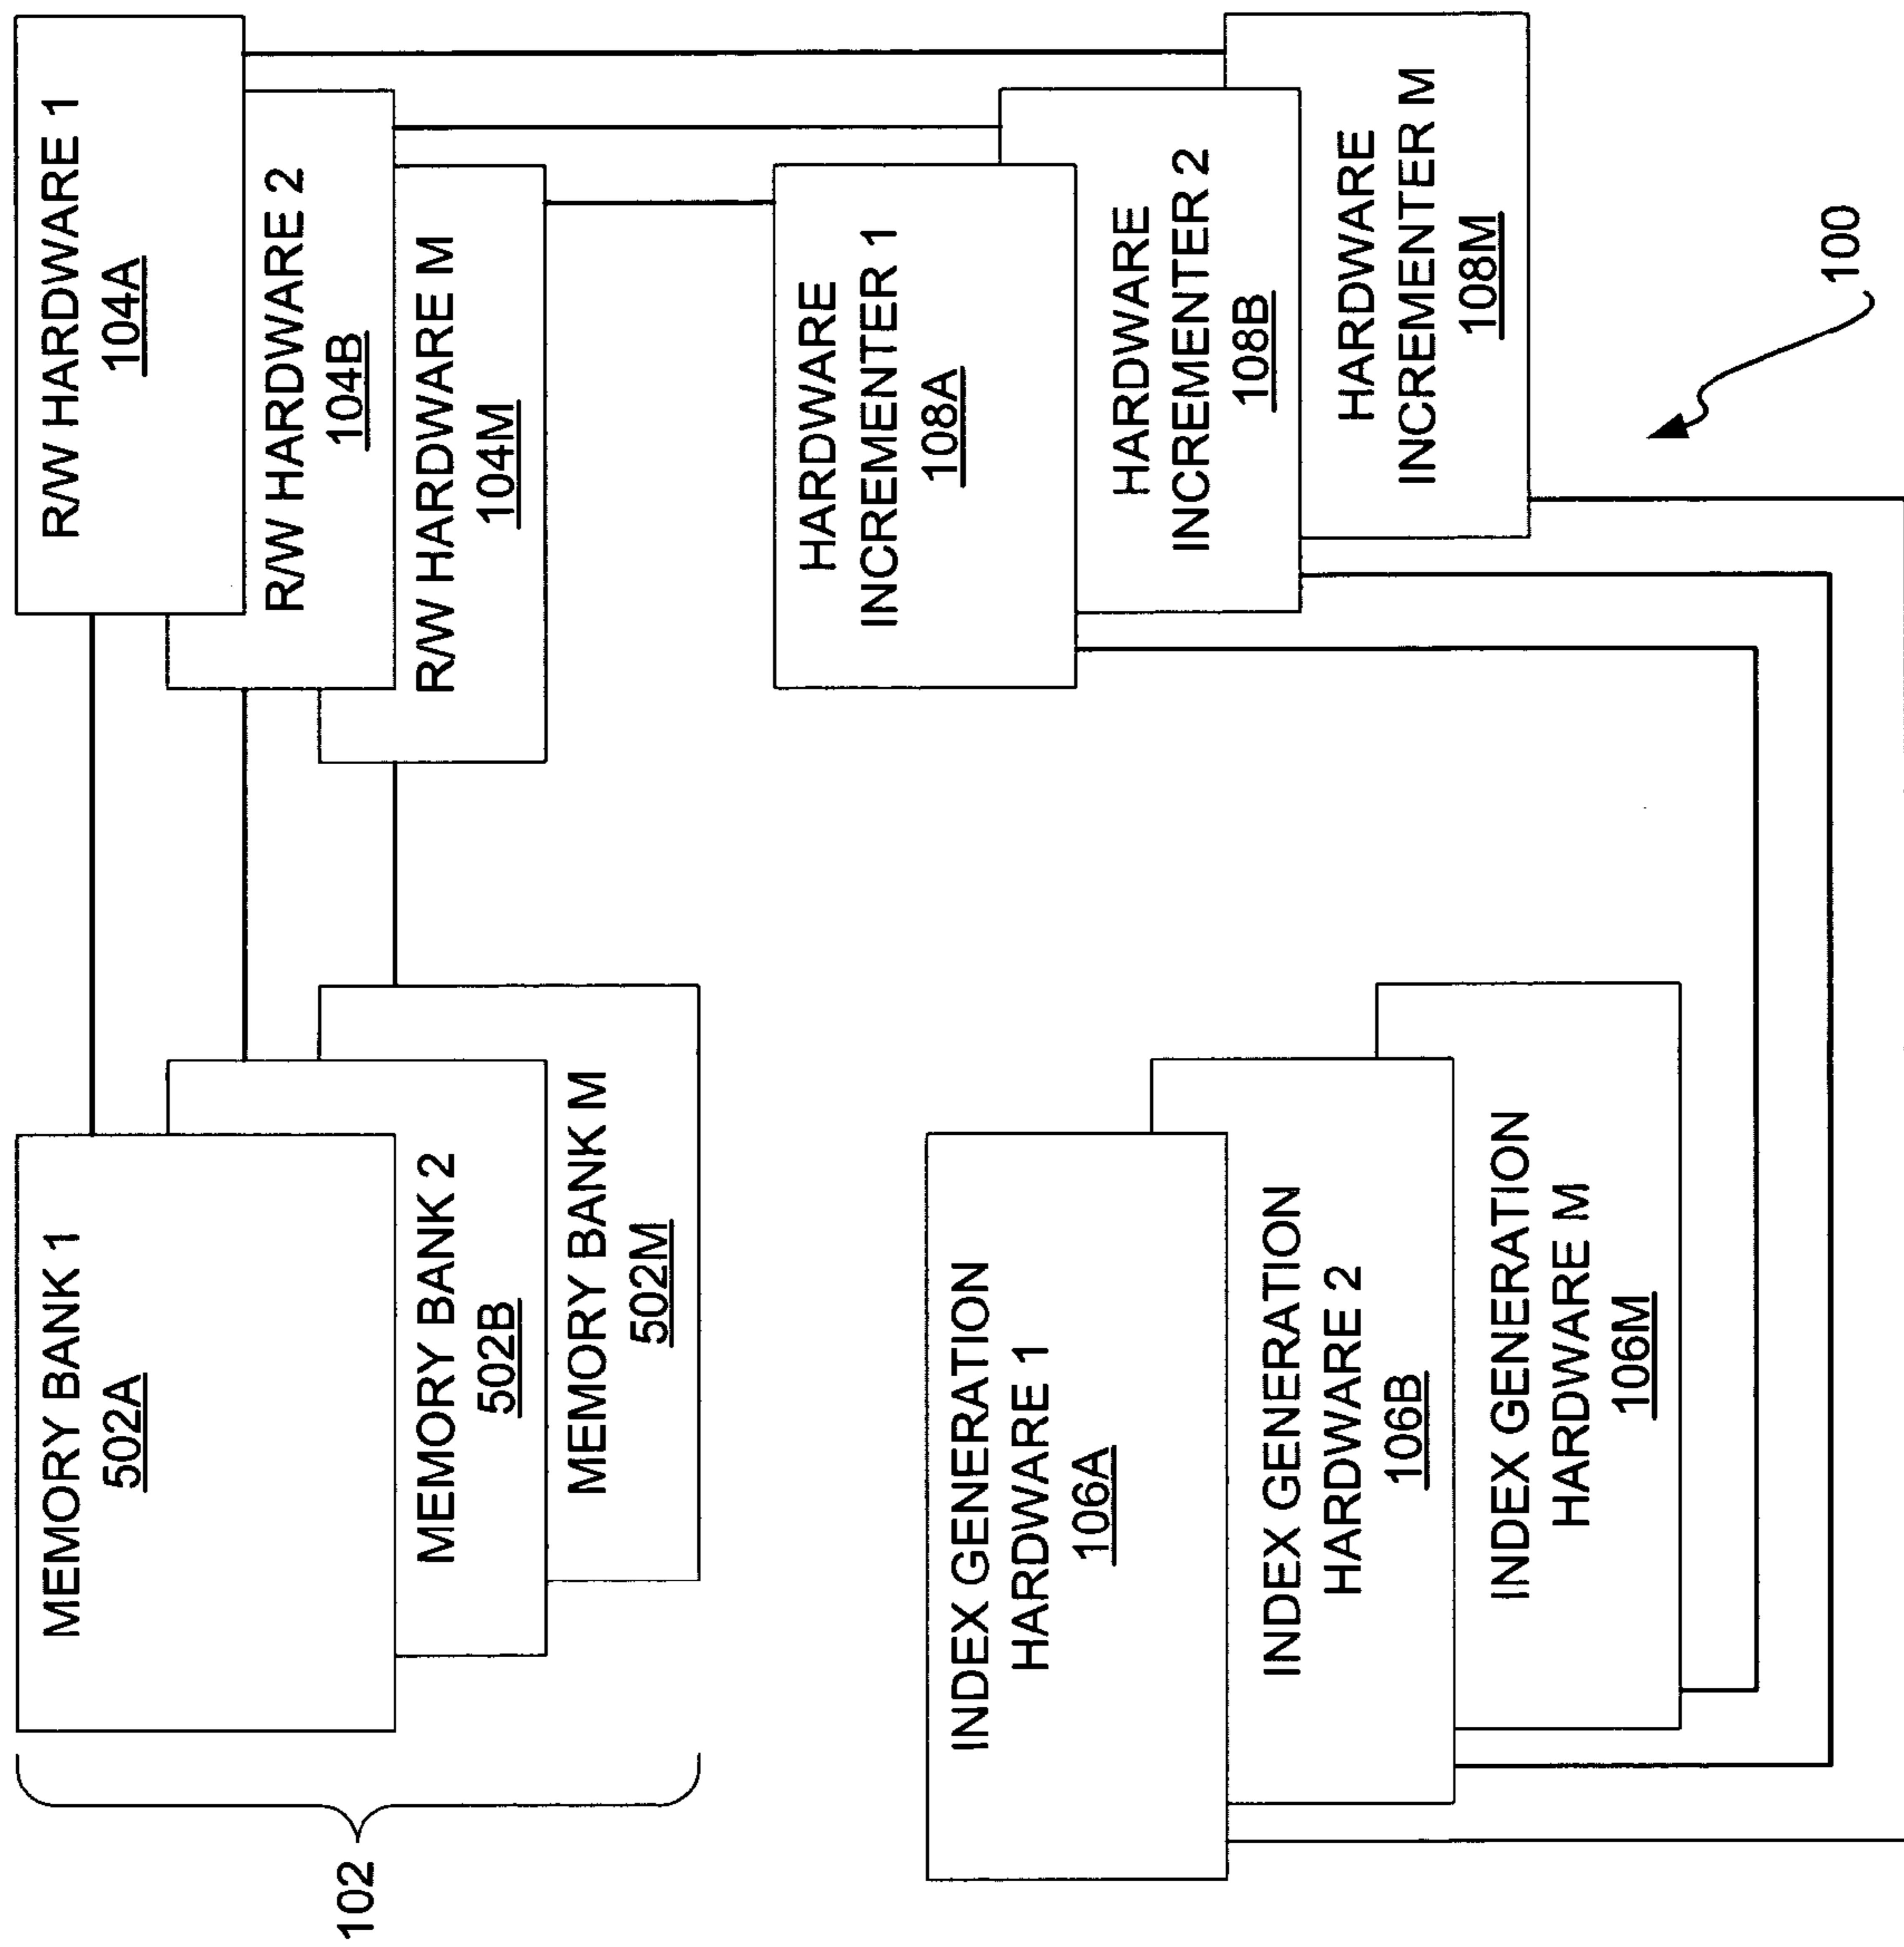 102
MEMORY BANK 1
502A
MEMORY BANK 2
502B
MEMORY BANK M
502M
R/W HARDWARE 1
104A
R/W HARDWARE 2
104B
R/W HARDWARE M
104M
INDEX GENERATION
HARDWARE 1
106A
INDEX GENERATION
HARDWARE 2
106B
INDEX GENERATION
HARDWARE M
106M
HARDWARE
INCREMENTER 1
108A
HARDWARE
INCREMENTER 2
108B
HARDWARE
INCREMENTER M
108M
100